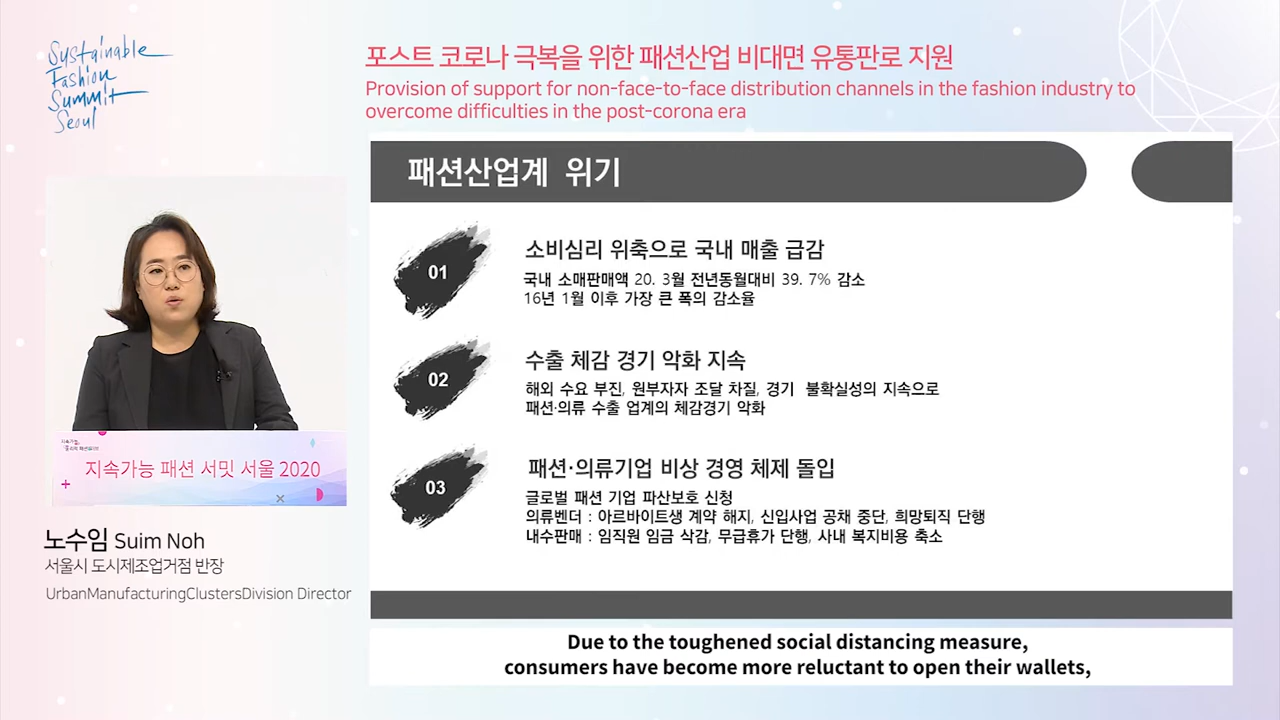 Sustainable
Fashion
Summit
Seoul
포스트 코로나 극복을 위한 패션산업 비대면 유통판로 지원
Provision of support for non-face-to-face distribution channels in the fashion industry to
overcome difficulties in the post-corona era
패션산업계 위기
01
소비심리 위축으로 국내 매출 급감
국내 소매판매액 20. 3월 전년동월대비 39. 7% 감소
16년 1월 이후 가장 큰 폭의 감소율
02
수출 체감 경기 악화 지속
해외 수요 부진, 원부자자 조달 차질, 경기 불확실성의 지속으로
패션·의류 수출 업계의 체감경기 악화
03
패션·의류기업 비상 경영 체제 돌입
글로벌 패션 기업 파산보호 신청
의류벤더 : 아르바이트생 계약 해지, 신입사업 공채 중단, 희망퇴직 단행
내수판매 : 임직원 임금 삭감, 무급휴가 단행, 사내 복지비용 축소
지속가능 패션 서밋 서울 2020
노수임 Suim Noh
서울시 도시제조업거점 반장
UrbanManufacturingClustersDivision Director
Due to the toughened social distancing measure,
consumers have become more reluctant to open their wallets,